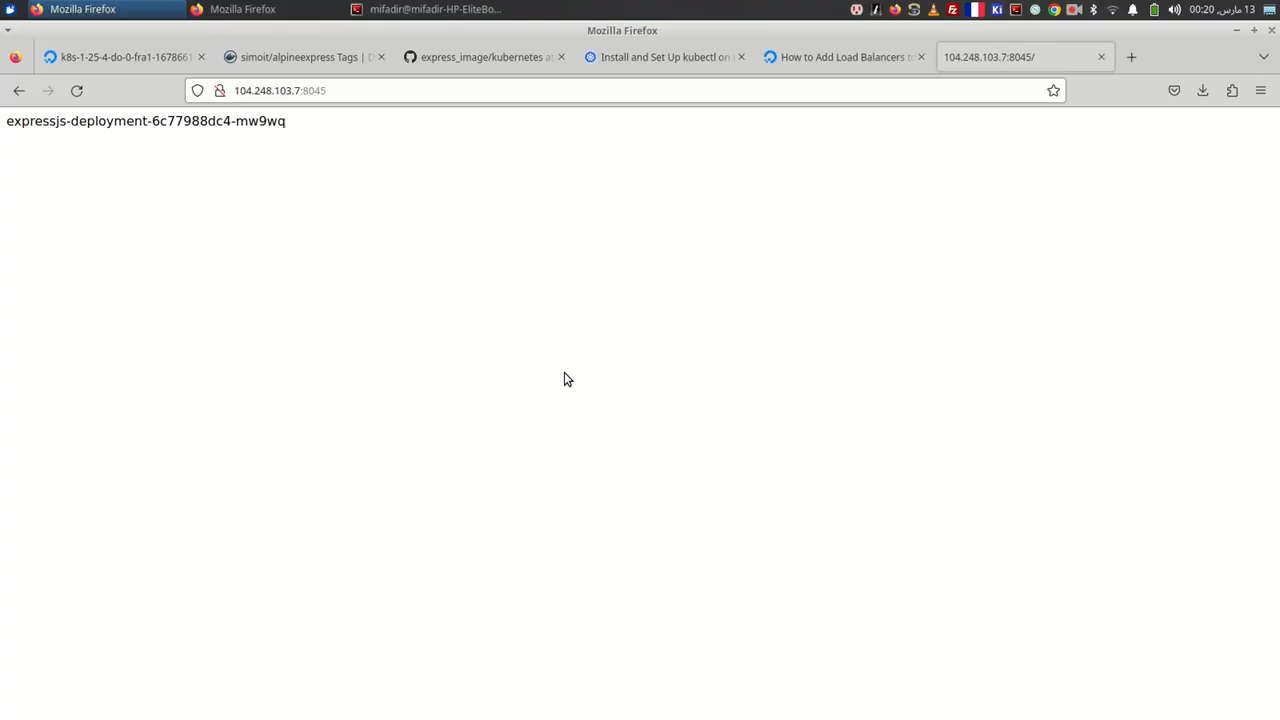 Mozilla Firefox
Mozilla Firefox
mifadir@mifadir-HP-EliteBo...
Ki
13 مارس, 00:20
Mozilla Firefox
k8s-1-25-4-do-0-fra1-1678661
simoit/alpineexpress Tags | D
express_image/kubernetes at
Install and Set Up kubectl on
How to Add Load Balancers to
104.248.103.7:8045/
104.248.103.7:8045
expressjs-deployment-6c77988dc4-mw9wq